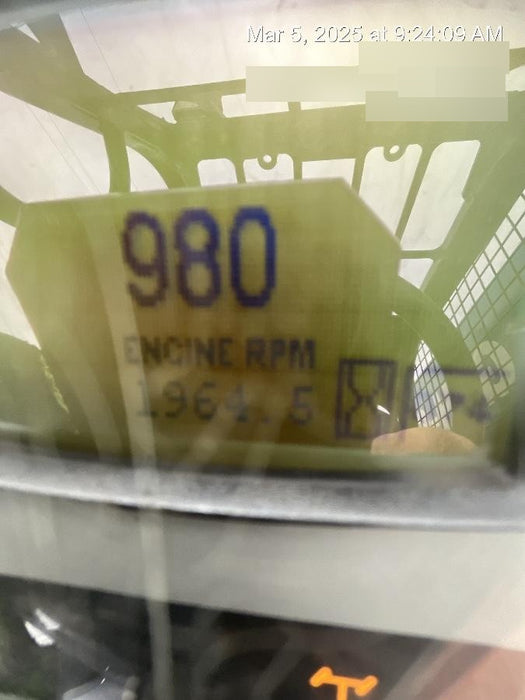 Mar 5, 2025 at 9:24:09 AM
980
ENGINE RPM
1964.5